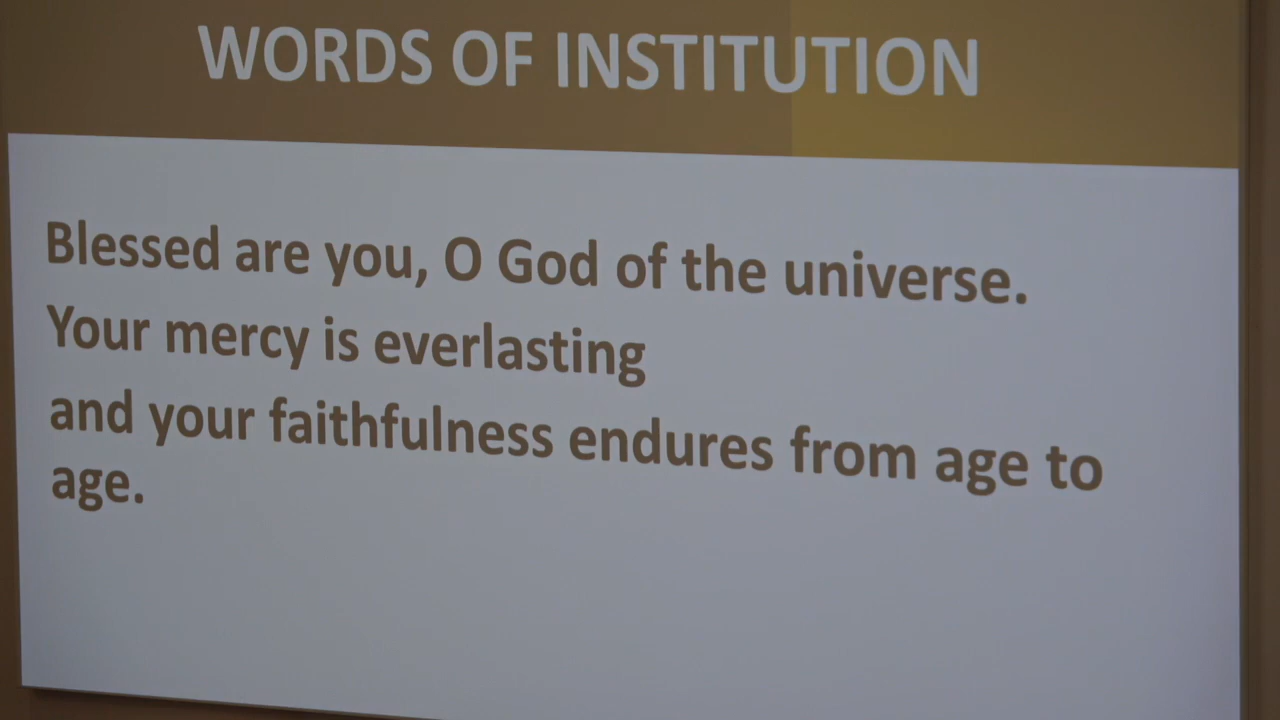 WORDS OF INSTITUTION
Blessed are you, O God of the universe.
Your mercy is everlasting
and your faithfulness endures from age to
age.